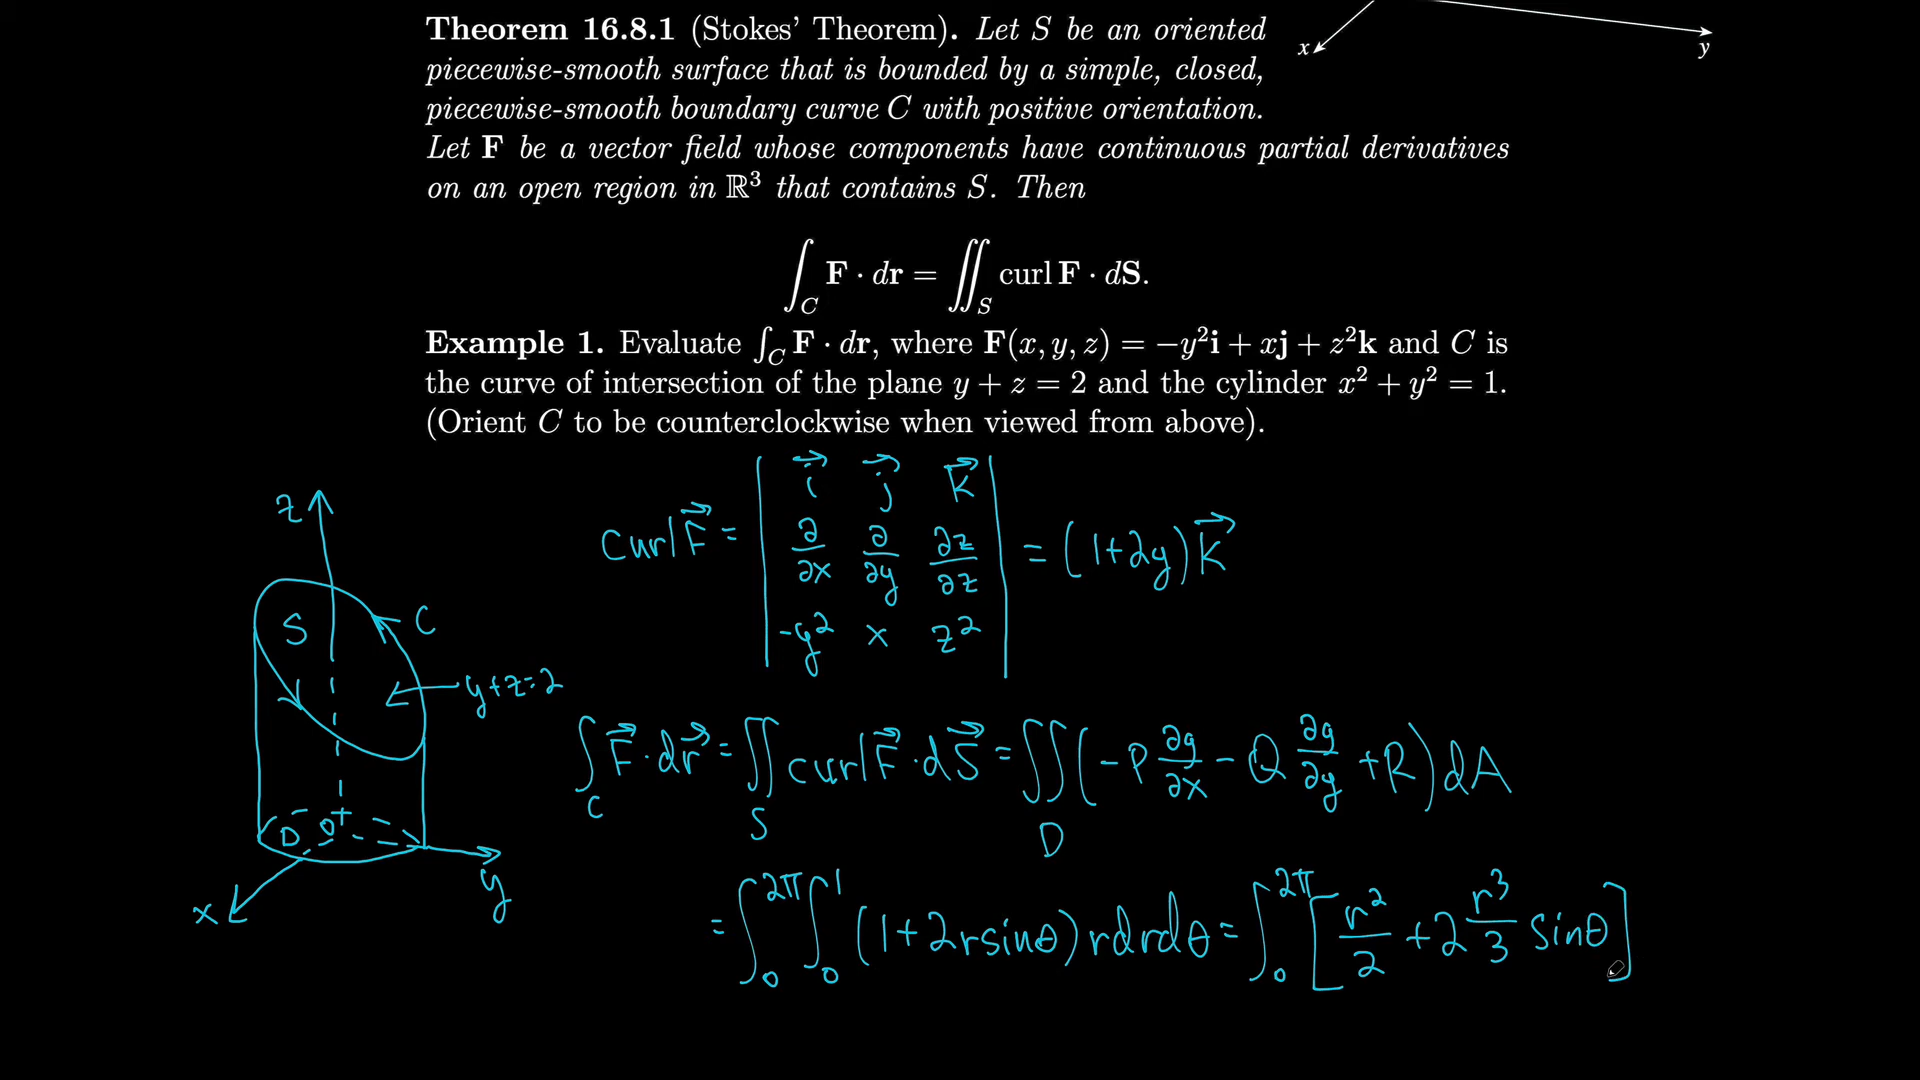 Theorem 16.8.1 (Stokes' Theorem). Let S be an oriented
x y
piecewise-smooth surface that is bounded by a simple, closed,
piecewise-smooth boundary curve C with positive orientation.
Let F be a vector field whose components have continuous partial derivatives
on an open region in ℝ³ that contains S. Then
∫_C F · dr = ∬_S curl F · dS.
Example 1. Evaluate ∫_C F · dr, where F(x, y, z) = −y²i + xj + z²k and C is
the curve of intersection of the plane y + z = 2 and the cylinder x² + y² = 1.
(Orient C to be counterclockwise when viewed from above).
z
S C
y+z=2
D 0
x y
curl F⃗ = | i⃗ j⃗ k⃗ ; ∂/∂x ∂/∂y ∂z/∂z ; -y² x z² | = (1+2y) k⃗
∫_C F⃗ · dr⃗ = ∬_S curl F⃗ · dS⃗ = ∬_D (-P ∂g/∂x - Q ∂g/∂y + R) dA
= ∫_0^2π ∫_0^1 (1+2rsinθ) rdrdθ = ∫_0^2π [ r²/2 + 2 r³/3 sinθ ]